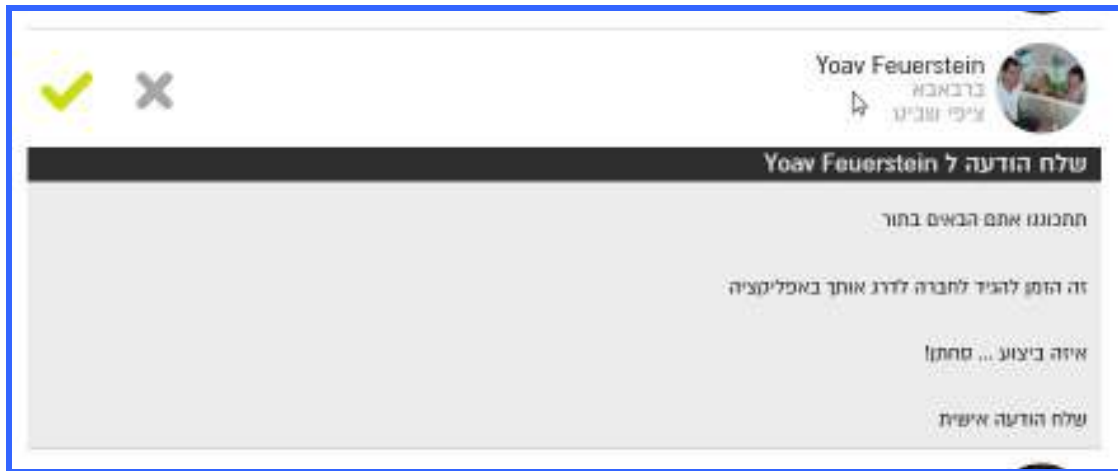 Yoav Feuerstein
ברבאבא
ציפי שביט
שלח הודעה ל Yoav Feuerstein
תתכוננו אתם הבאים בתור
זה הזמן להגיד לחברה לדרג אותך באפליקציה
איזה ביצוע ... סחתן!
שלח הודעה אישית